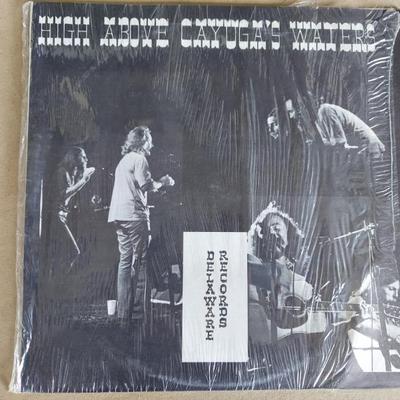 HIGH ABOVE CAYUGA'S WATERS
DELAWARE
RECORDS